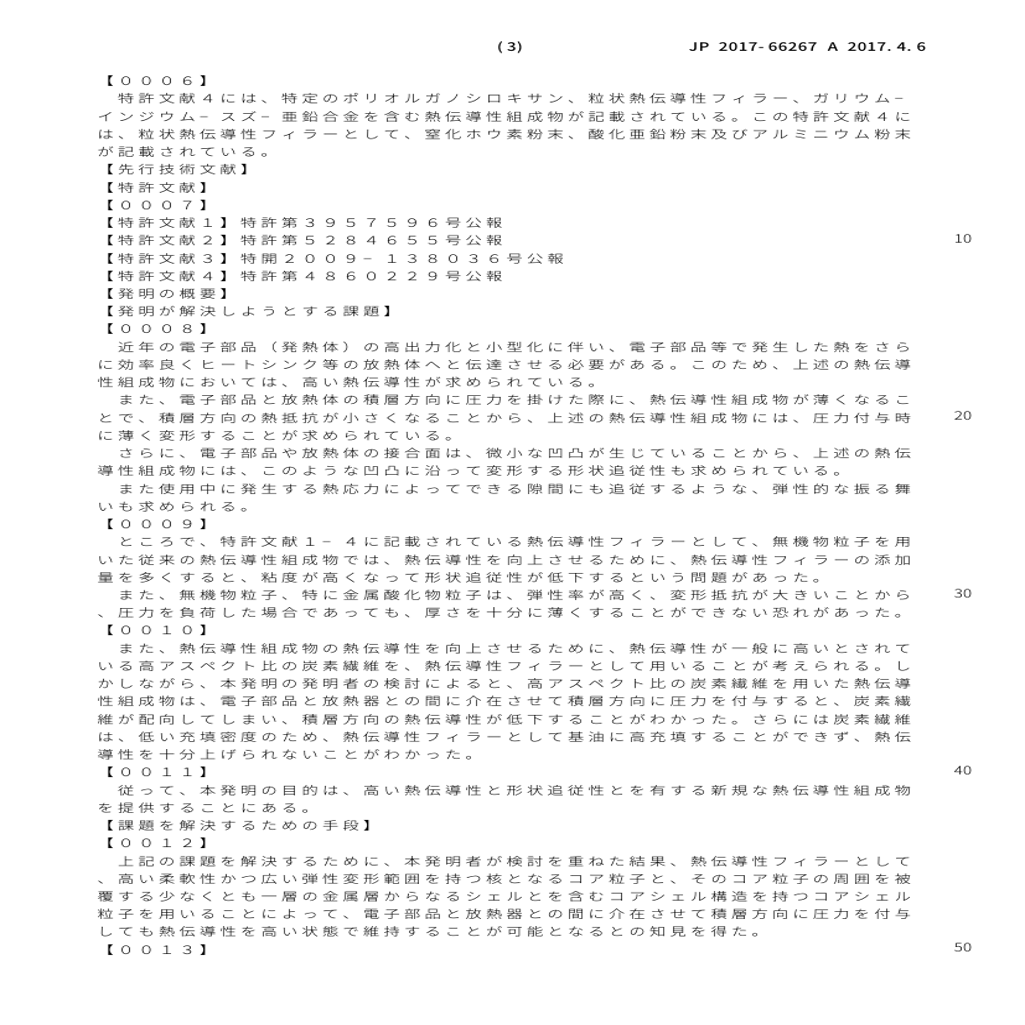 (3) JP 2017-66267 A 2017.4.6
【０００６】
　特許文献４には、特定のポリオルガノシロキサン、粒状熱伝導性フィラー、ガリウム−
インジウム−スズ−亜鉛合金を含む熱伝導性組成物が記載されている。この特許文献４に
は、粒状熱伝導性フィラーとして、窒化ホウ素粉末、酸化亜鉛粉末及びアルミニウム粉末
が記載されている。
【先行技術文献】
【特許文献】
【０００７】
【特許文献１】特許第３９５７５９６号公報
【特許文献２】特許第５２８４６５５号公報 10
【特許文献３】特開２００９−１３８０３６号公報
【特許文献４】特許第４８６０２２９号公報
【発明の概要】
【発明が解決しようとする課題】
【０００８】
　近年の電子部品（発熱体）の高出力化と小型化に伴い、電子部品等で発生した熱をさら
に効率良くヒートシンク等の放熱体へと伝達させる必要がある。このため、上述の熱伝導
性組成物においては、高い熱伝導性が求められている。
　また、電子部品と放熱体の積層方向に圧力を掛けた際に、熱伝導性組成物が薄くなるこ
とで、積層方向の熱抵抗が小さくなることから、上述の熱伝導性組成物には、圧力付与時 20
に薄く変形することが求められている。
　さらに、電子部品や放熱体の接合面は、微小な凹凸が生じていることから、上述の熱伝
導性組成物には、このような凹凸に沿って変形する形状追従性も求められている。
　また使用中に発生する熱応力によってできる隙間にも追従するような、弾性的な振る舞
いも求められる。
【０００９】
　ところで、特許文献１−４に記載されている熱伝導性フィラーとして、無機物粒子を用
いた従来の熱伝導性組成物では、熱伝導性を向上させるために、熱伝導性フィラーの添加
量を多くすると、粘度が高くなって形状追従性が低下するという問題があった。
　また、無機物粒子、特に金属酸化物粒子は、弾性率が高く、変形抵抗が大きいことから 30
、圧力を負荷した場合であっても、厚さを十分に薄くすることができない恐れがあった。
【００１０】
　また、熱伝導性組成物の熱伝導性を向上させるために、熱伝導性が一般に高いとされて
いる高アスペクト比の炭素繊維を、熱伝導性フィラーとして用いることが考えられる。し
かしながら、本発明の発明者の検討によると、高アスペクト比の炭素繊維を用いた熱伝導
性組成物は、電子部品と放熱器との間に介在させて積層方向に圧力を付与すると、炭素繊
維が配向してしまい、積層方向の熱伝導性が低下することがわかった。さらには炭素繊維
は、低い充填密度のため、熱伝導性フィラーとして基油に高充填することができず、熱伝
導性を十分上げられないことがわかった。
【００１１】 40
　従って、本発明の目的は、高い熱伝導性と形状追従性とを有する新規な熱伝導性組成物
を提供することにある。
【課題を解決するための手段】
【００１２】
　上記の課題を解決するために、本発明者が検討を重ねた結果、熱伝導性フィラーとして
、高い柔軟性かつ広い弾性変形範囲を持つ核となるコア粒子と、そのコア粒子の周囲を被
覆する少なくとも一層の金属層からなるシェルとを含むコアシェル構造を持つコアシェル
粒子を用いることによって、電子部品と放熱器との間に介在させて積層方向に圧力を付与
しても熱伝導性を高い状態で維持することが可能となるとの知見を得た。
【００１３】 50